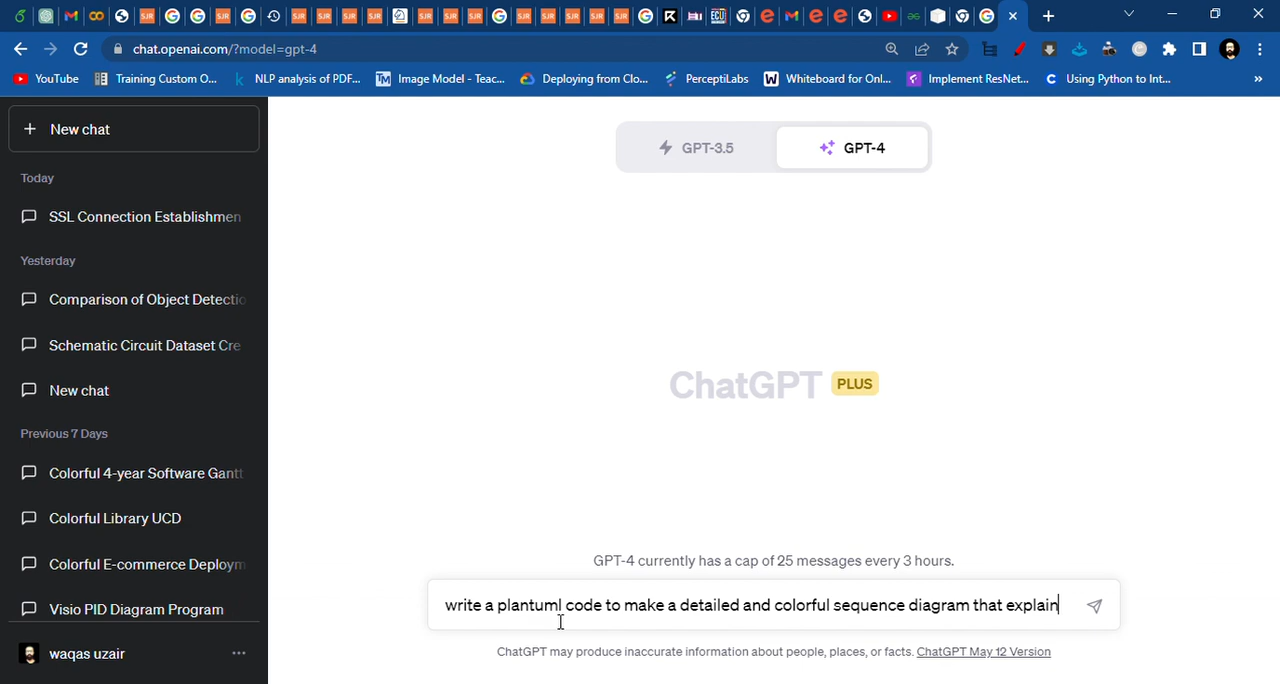 chat.openai.com/?model=gpt-4
YouTube
Training Custom O...
NLP analysis of PDF...
Image Model - Teac...
Deploying from Clo...
PerceptiLabs
Whiteboard for Onl...
Implement ResNet...
Using Python to Int...
»
+ New chat
Today
SSL Connection Establishmen
Yesterday
Comparison of Object Detectio
Schematic Circuit Dataset Cre
New chat
Previous 7 Days
Colorful 4-year Software Gantt
Colorful Library UCD
Colorful E-commerce Deploym
Visio PID Diagram Program
waqas uzair
GPT-3.5
GPT-4
ChatGPT PLUS
GPT-4 currently has a cap of 25 messages every 3 hours.
write a plantuml code to make a detailed and colorful sequence diagram that explain
ChatGPT may produce inaccurate information about people, places, or facts. ChatGPT May 12 Version